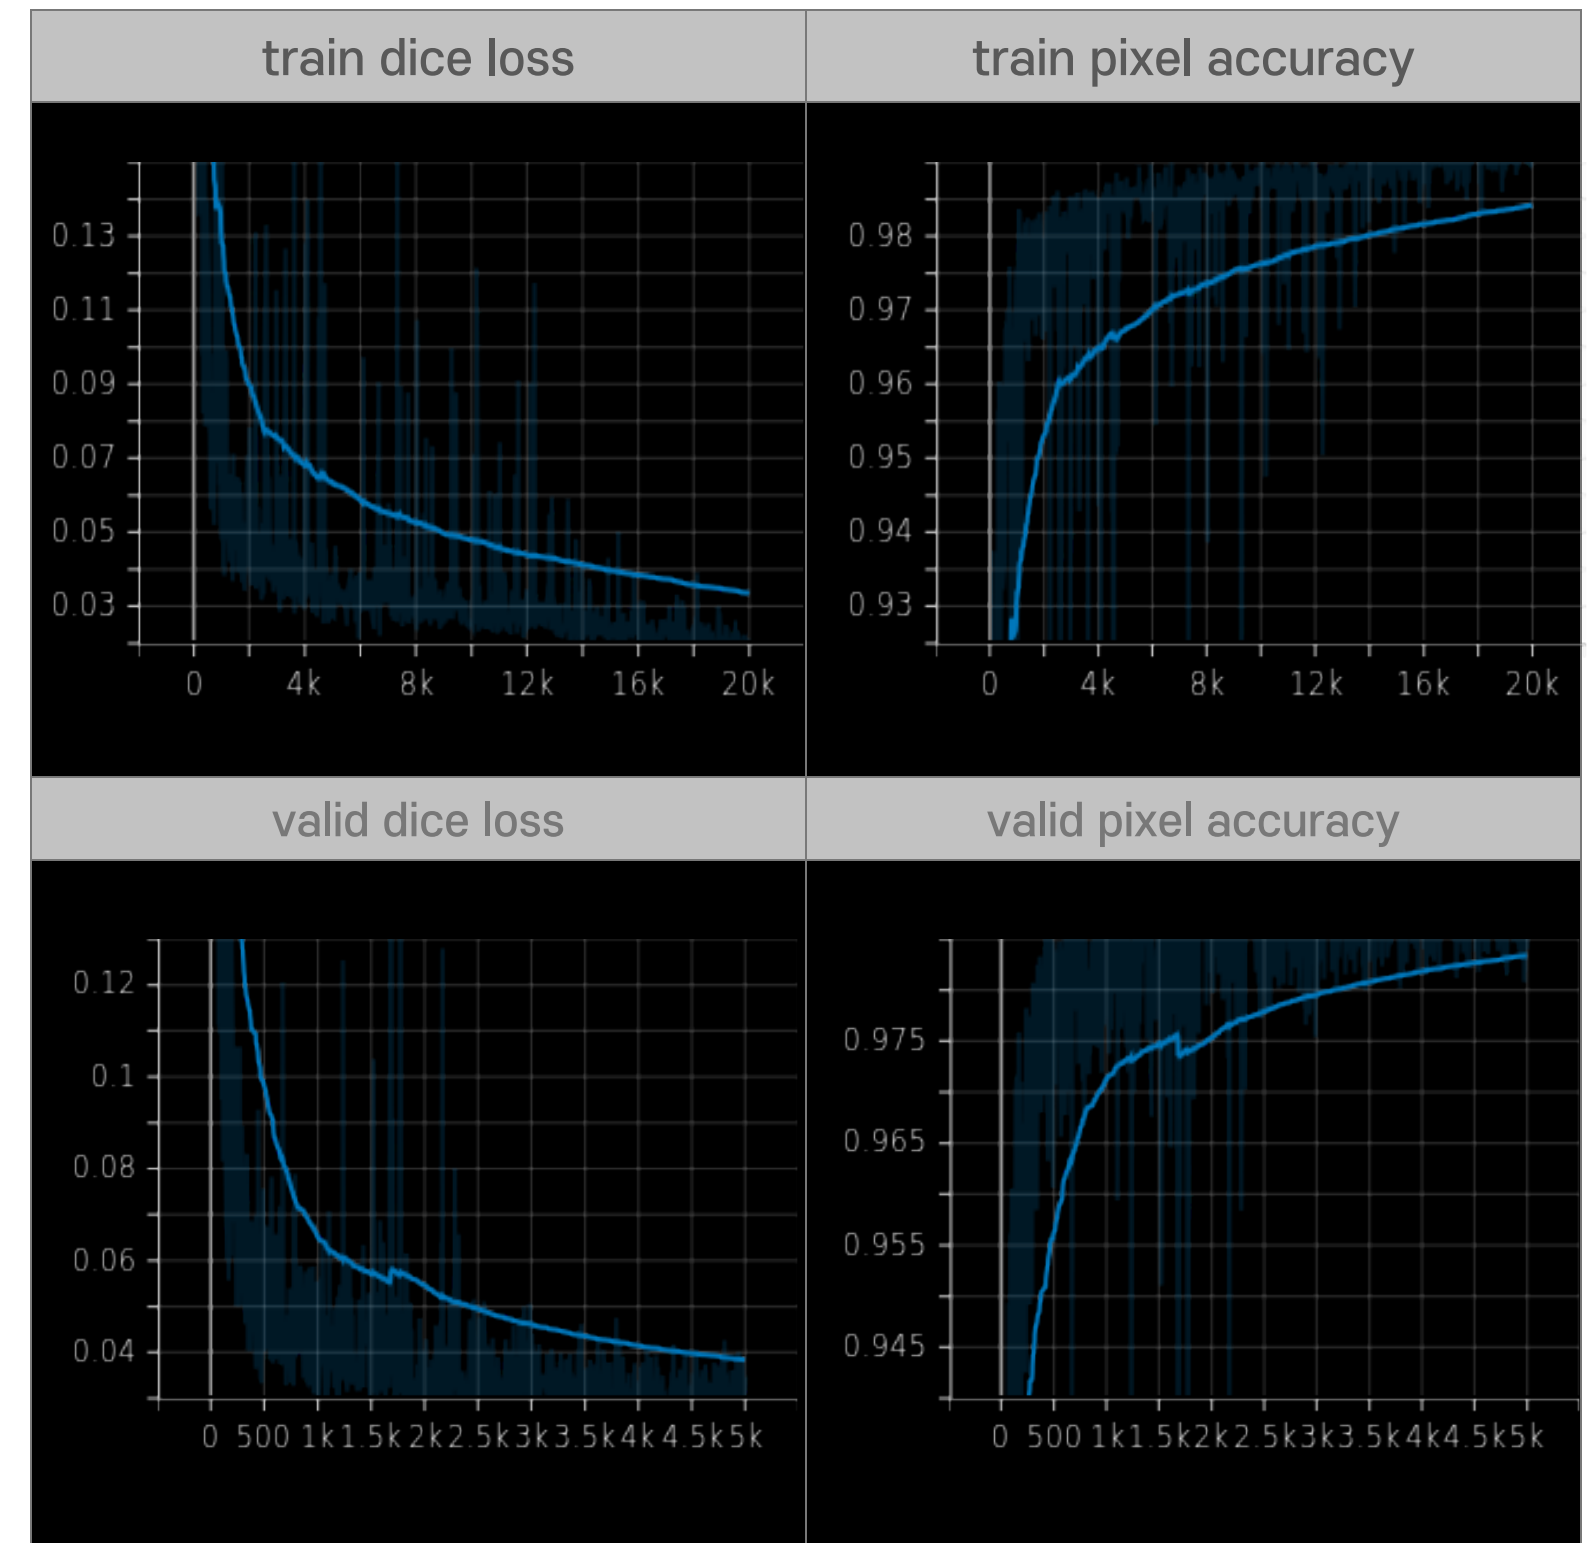 train dice loss
train pixel accuracy
0.13
0.11
0.09
0.07
0.05
0.03
0 4k 8k 12k 16k 20k
0.98
0.97
0.96
0.95
0.94
0.93
0 4k 8k 12k 16k 20k
valid dice loss
valid pixel accuracy
0.12
0.1
0.08
0.06
0.04
0 500 1k 1.5k 2k 2.5k 3k 3.5k 4k 4.5k 5k
0.975
0.965
0.955
0.945
0 500 1k 1.5k 2k 2.5k 3k 3.5k 4k 4.5k 5k